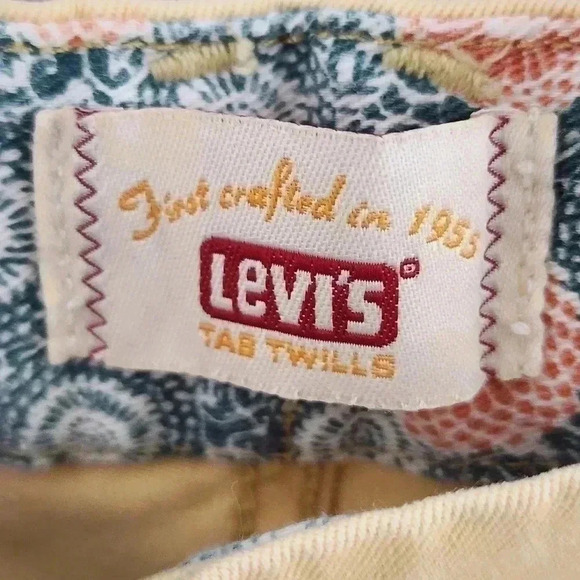 First crafted in 1955
Levi's
TAB TWILLS